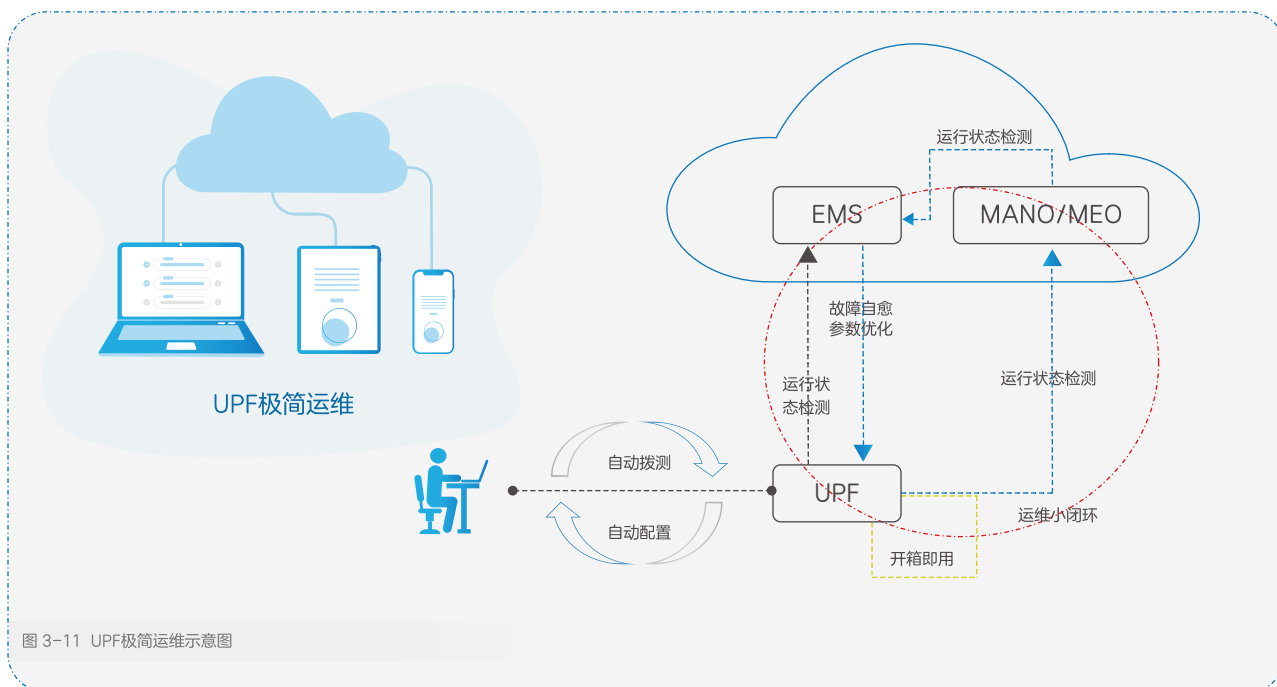 运行状态检测
EMS
MANO/MEO
故障自愈
参数优化
运行状
态检测
运行状态检测
UPF极简运维
自动拨测
UPF
自动配置
运维小闭环
开箱即用
图 3-11 UPF极简运维示意图